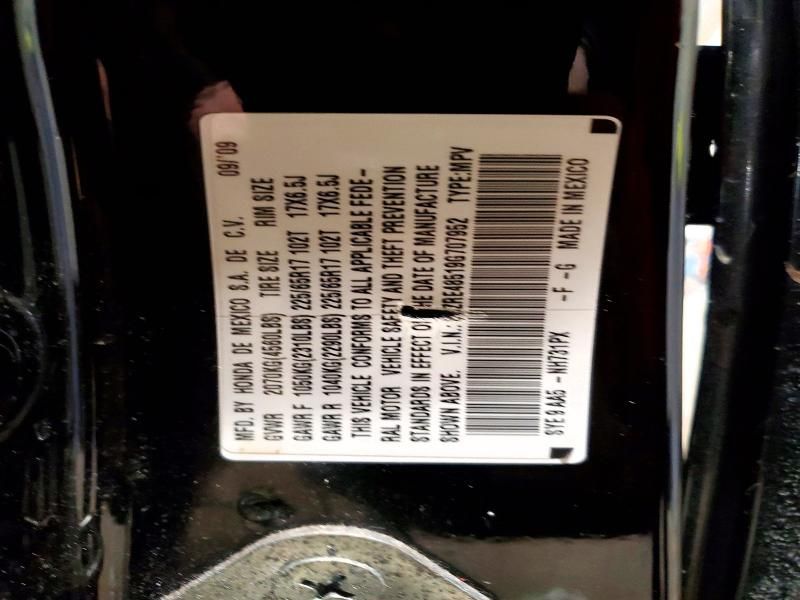 MFD. BY HONDA DE MEXICO S.A. DE C.V. 09/'09
GVWR 2070KG(4560LBS) TIRE SIZE RIM SIZE
GAWR F 1050KG(2310LBS) 225/65R17 102T 17X6.5J
GAWR R 1040KG(2290LBS) 225/65R17 102T 17X6.5J
THIS VEHICLE CONFORMS TO ALL APPLICABLE FEDE-
RAL MOTOR VEHICLE SAFETY AND THEFT PREVENTION
STANDARDS IN EFFECT ON THE DATE OF MANUFACTURE
SHOWN ABOVE. V.I.N.: TYPE:MPV
SYE9 AA5 -NH731PX -F -G MADE IN MEXICO